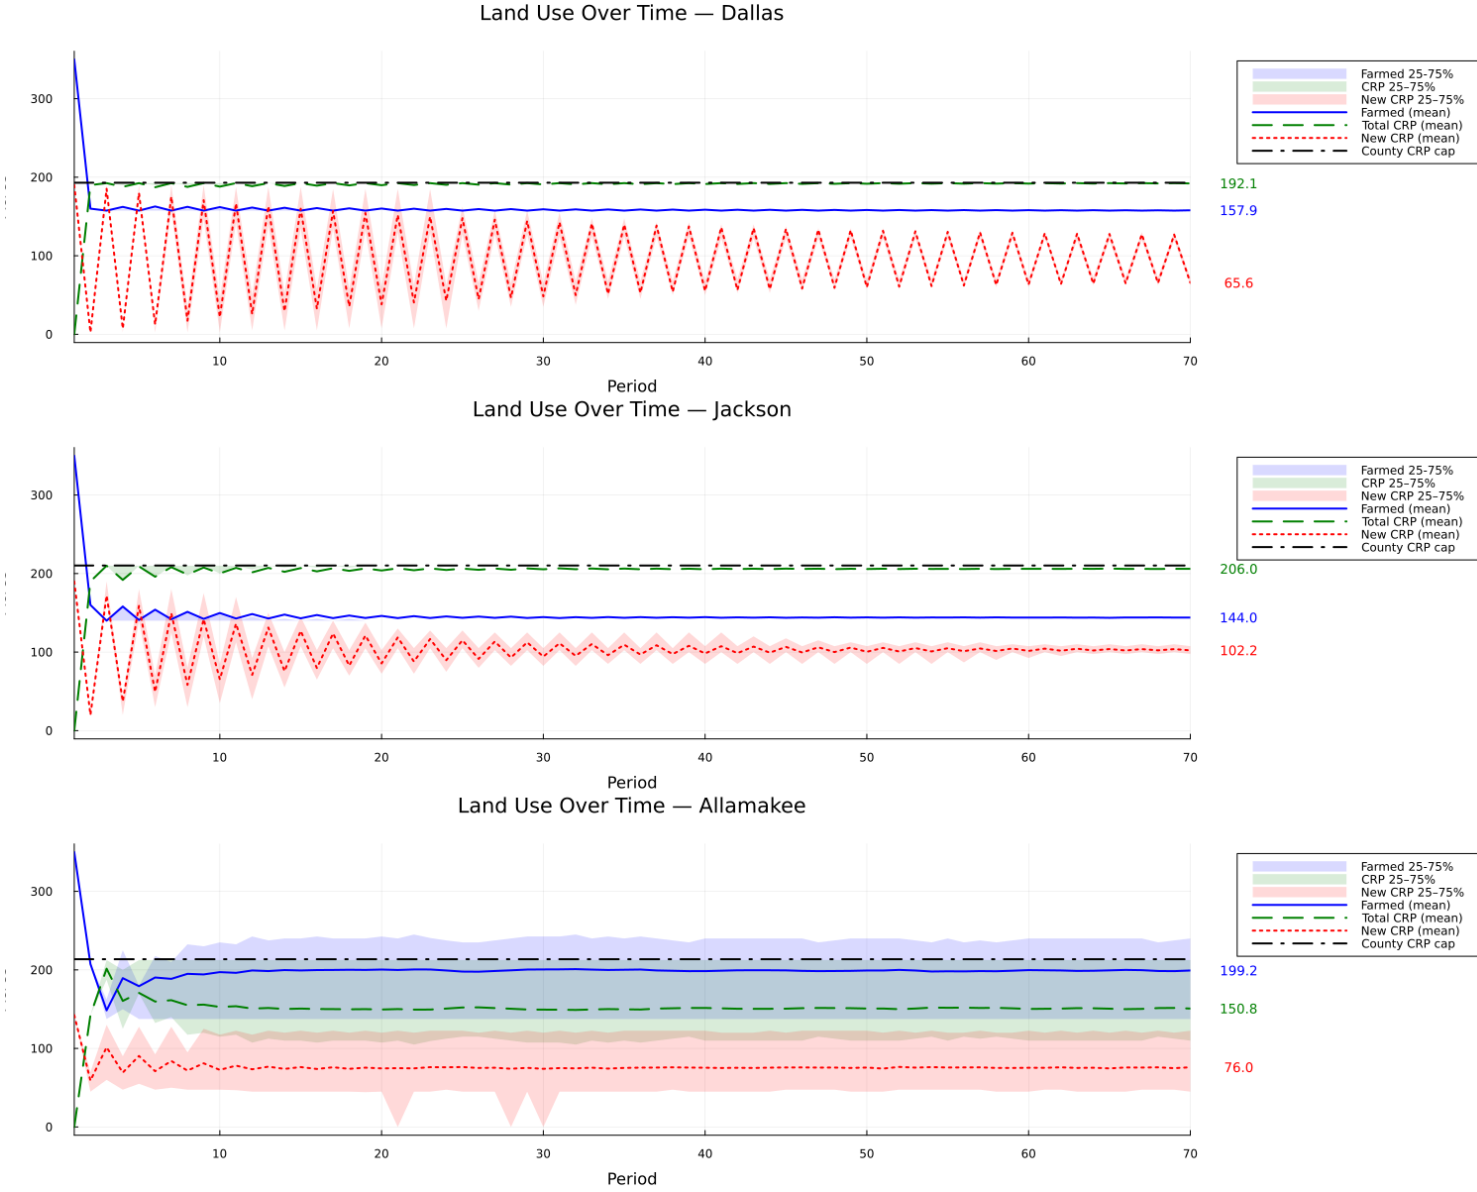 Land Use Over Time — Dallas
300
200
100
0
10 20 30 40 50 60 70
Period
Farmed 25-75%
CRP 25–75%
New CRP 25–75%
Farmed (mean)
Total CRP (mean)
New CRP (mean)
County CRP cap
192.1
157.9
65.6
Land Use Over Time — Jackson
300
200
100
0
10 20 30 40 50 60 70
Period
Farmed 25-75%
CRP 25–75%
New CRP 25–75%
Farmed (mean)
Total CRP (mean)
New CRP (mean)
County CRP cap
206.0
144.0
102.2
Land Use Over Time — Allamakee
300
200
100
0
10 20 30 40 50 60 70
Period
Farmed 25-75%
CRP 25–75%
New CRP 25–75%
Farmed (mean)
Total CRP (mean)
New CRP (mean)
County CRP cap
199.2
150.8
76.0